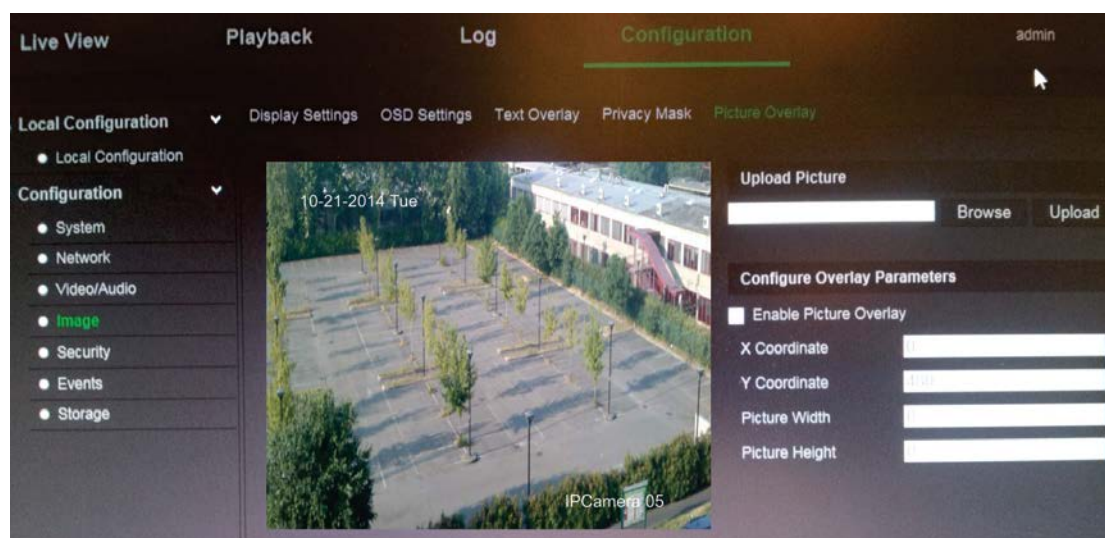 Live View Playback Log Configuration admin
Display Settings OSD Settings Text Overlay Privacy Mask Picture Overlay
Local Configuration
Local Configuration
Configuration
System
Network
Video/Audio
Image
Security
Events
Storage
10-21-2014 Tue
IPCamera 05
Upload Picture
Browse Upload
Configure Overlay Parameters
Enable Picture Overlay
X Coordinate
Y Coordinate
Picture Width
Picture Height